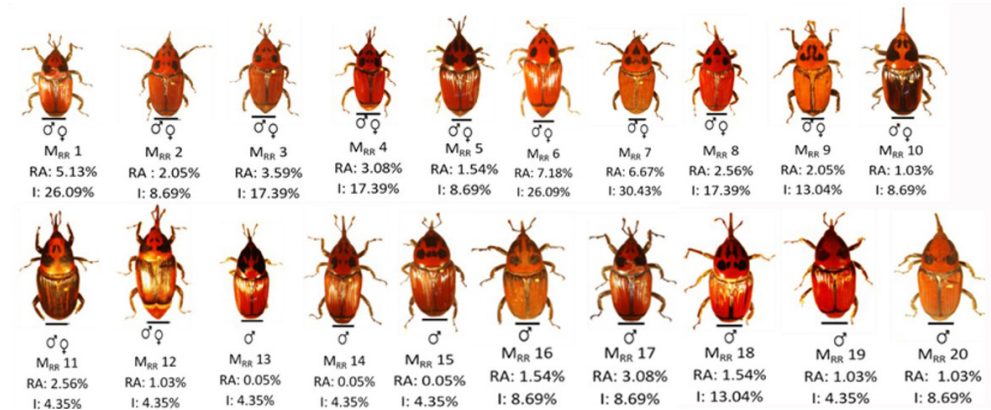 ♂♀ ♂♀ ♂♀ ♂♀ ♂♀ ♂♀ ♂♀ ♂♀ ♂♀ ♂♀
MRR 1 MRR 2 MRR 3 MRR 4 MRR 5 MRR 6 MRR 7 MRR 8 MRR 9 MRR 10
RA: 5.13% RA : 2.05% RA: 3.59% RA: 3.08% RA: 1.54% RA: 7.18% RA: 6.67% RA: 2.56% RA: 2.05% RA: 1.03%
I: 26.09% I: 8.69% I: 17.39% I: 17.39% I: 8.69% I: 26.09% I: 30.43% I: 17.39% I: 13.04% I: 8.69%
♂♀ ♂♀ ♂ ♂ ♂ ♂ ♂ ♂ ♂ ♂
MRR 11 MRR 12 MRR 13 MRR 14 MRR 15 MRR 16 MRR 17 MRR 18 MRR 19 MRR 20
RA: 2.56% RA: 1.03% RA: 0.05% RA: 0.05% RA: 0.05% RA: 1.54% RA: 3.08% RA: 1.54% RA: 1.03% RA: 1.03%
I: 4.35% I: 4.35% I: 4.35% I: 4.35% I: 4.35% I: 8.69% I: 8.69% I: 13.04% I: 4.35% I: 8.69%